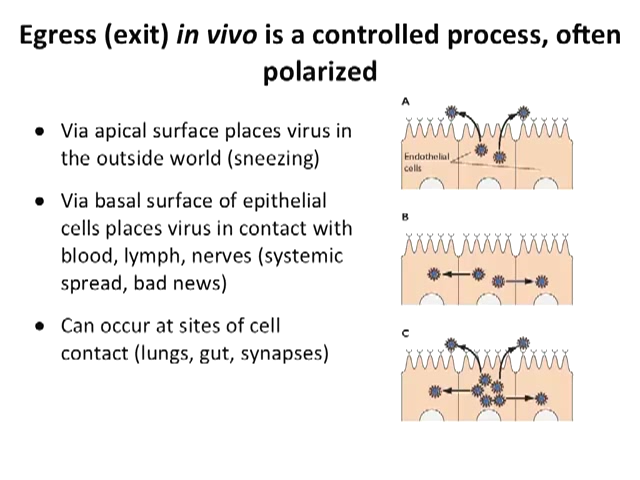 Egress (exit) in vivo is a controlled process, often
polarized
• Via apical surface places virus in
the outside world (sneezing)
• Via basal surface of epithelial
cells places virus in contact with
blood, lymph, nerves (systemic
spread, bad news)
• Can occur at sites of cell
contact (lungs, gut, synapses)
A
Endothelial
cells
B
C